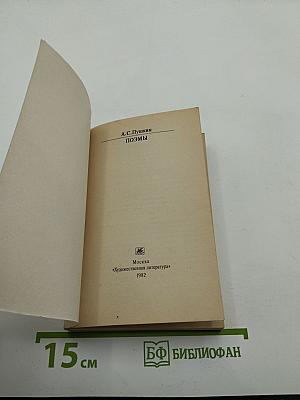 А.С.Пушкин
ПОЭМЫ
Москва
«Художественная литература»
1982
15 см
БФ БИБЛИОФАН